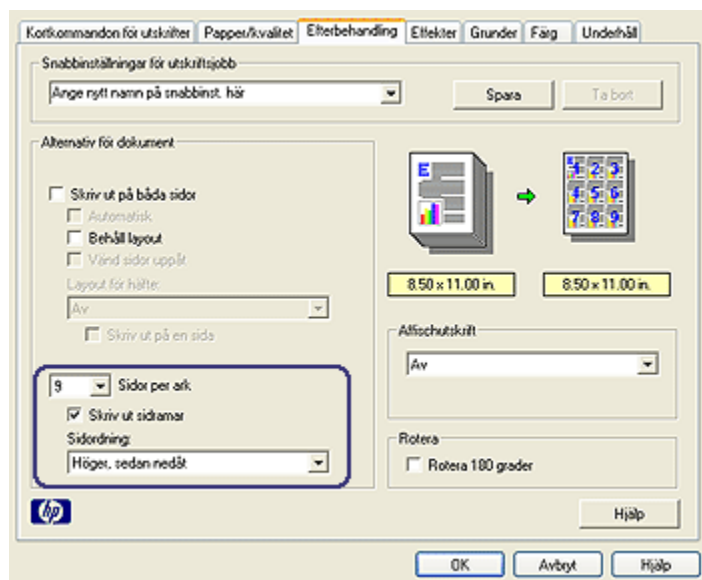 Kortkommandon för utskrifter Papper/kvalitet Efterbehandling Effekter Grunder Färg Underhåll
Snabbinställningar för utskriftsjobb
Ange nytt namn på snabbinst. här
Spara
Ta bort
Alternativ för dokument
Skriv ut på båda sidor
Automatisk
Behåll layout
Vänd sidor uppåt
Layout för häfte:
Av
Skriv ut på en sida
9 Sidor per ark
Skriv ut sidramar
Sidordning:
Höger, sedan nedåt
E
1 2 3
4 5 6
7 8 9
8.50 x 11.00 in.
8.50 x 11.00 in.
Affischutskrift
Av
Rotera
Rotera 180 grader
hp
Hjälp
OK Avbryt Hjälp